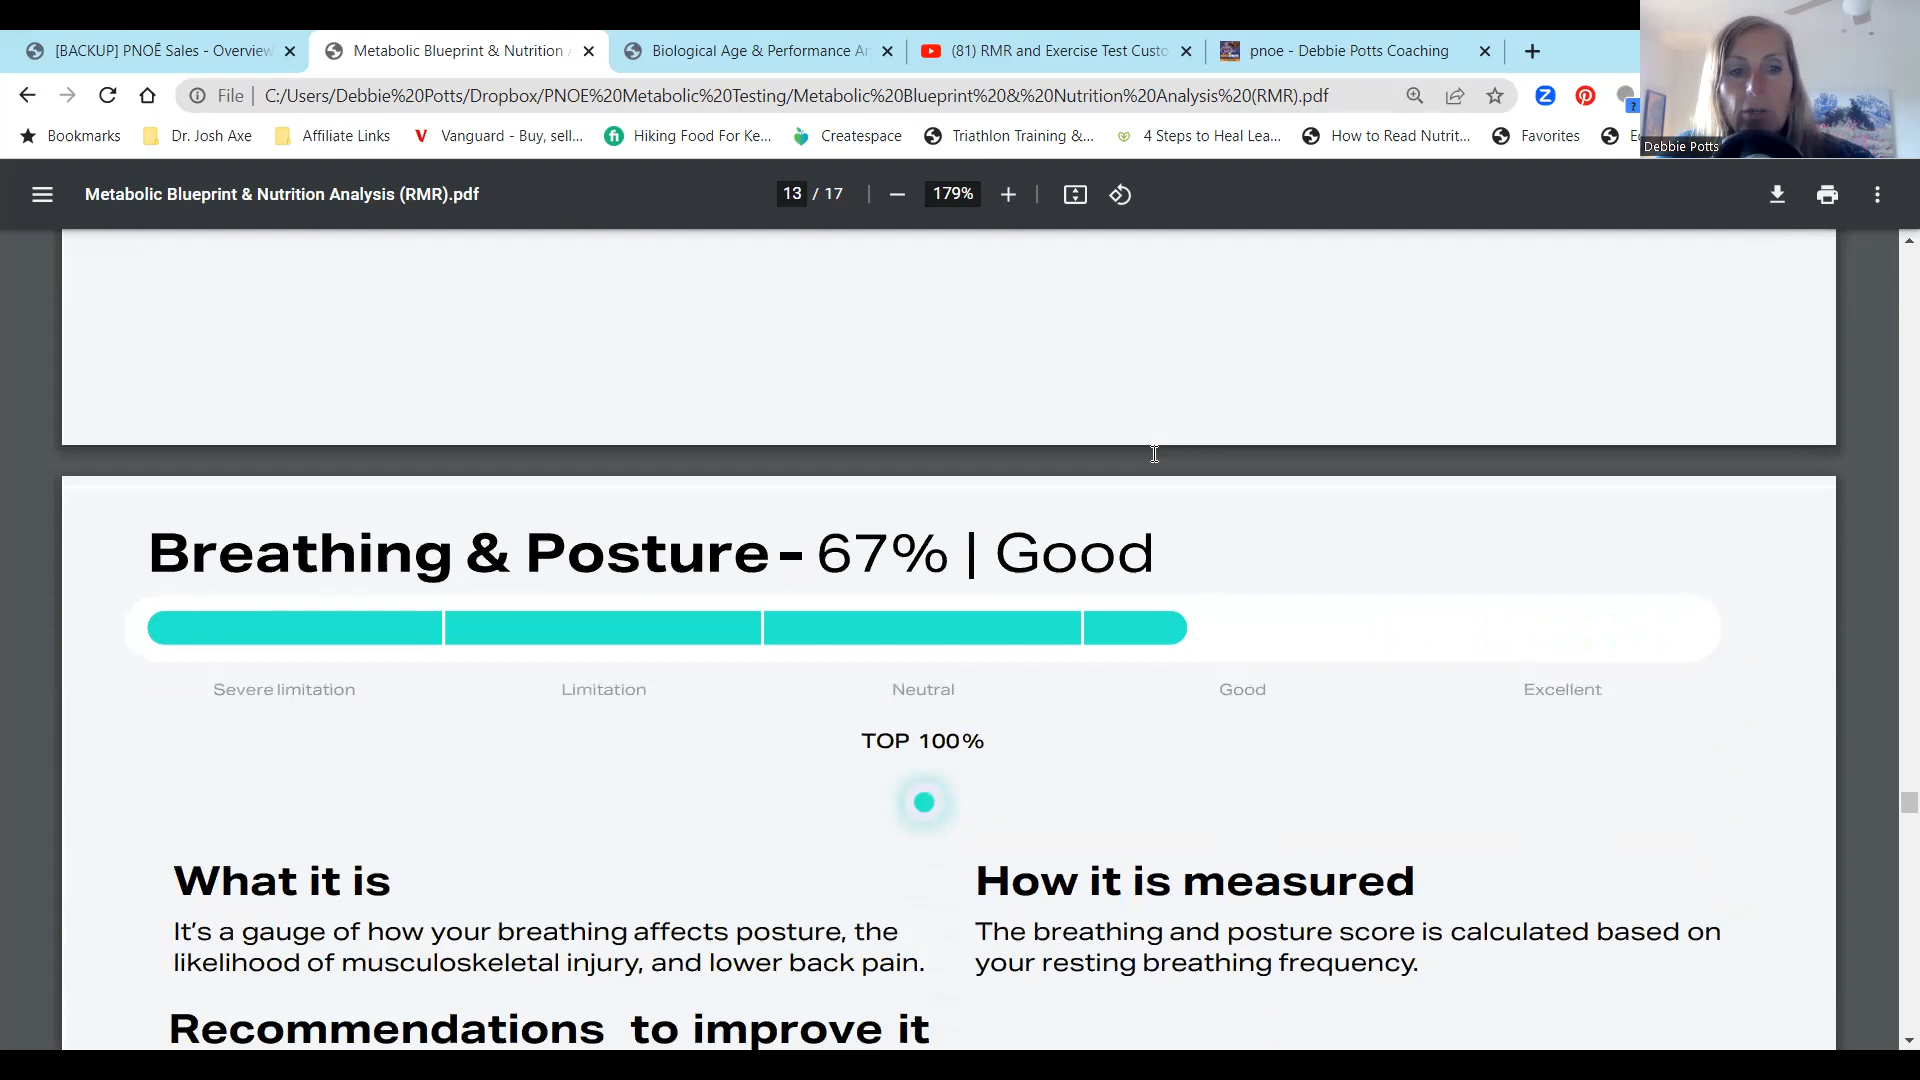 [BACKUP] PNOĒ Sales - Overview
Metabolic Blueprint & Nutrition
Biological Age & Performance An
(81) RMR and Exercise Test Custo
pnoe - Debbie Potts Coaching
File | C:/Users/Debbie%20Potts/Dropbox/PNOE%20Metabolic%20Testing/Metabolic%20Blueprint%20&%20Nutrition%20Analysis%20(RMR).pdf
Bookmarks
Dr. Josh Axe
Affiliate Links
Vanguard - Buy, sell...
Hiking Food For Ke...
Createspace
Triathlon Training &...
4 Steps to Heal Lea...
How to Read Nutrit...
Favorites
Debbie Potts
Metabolic Blueprint & Nutrition Analysis (RMR).pdf
13 / 17
179%
Breathing & Posture - 67% | Good
Severe limitation
Limitation
Neutral
Good
Excellent
TOP 100%
What it is
It's a gauge of how your breathing affects posture, the
likelihood of musculoskeletal injury, and lower back pain.
How it is measured
The breathing and posture score is calculated based on
your resting breathing frequency.
Recommendations to improve it